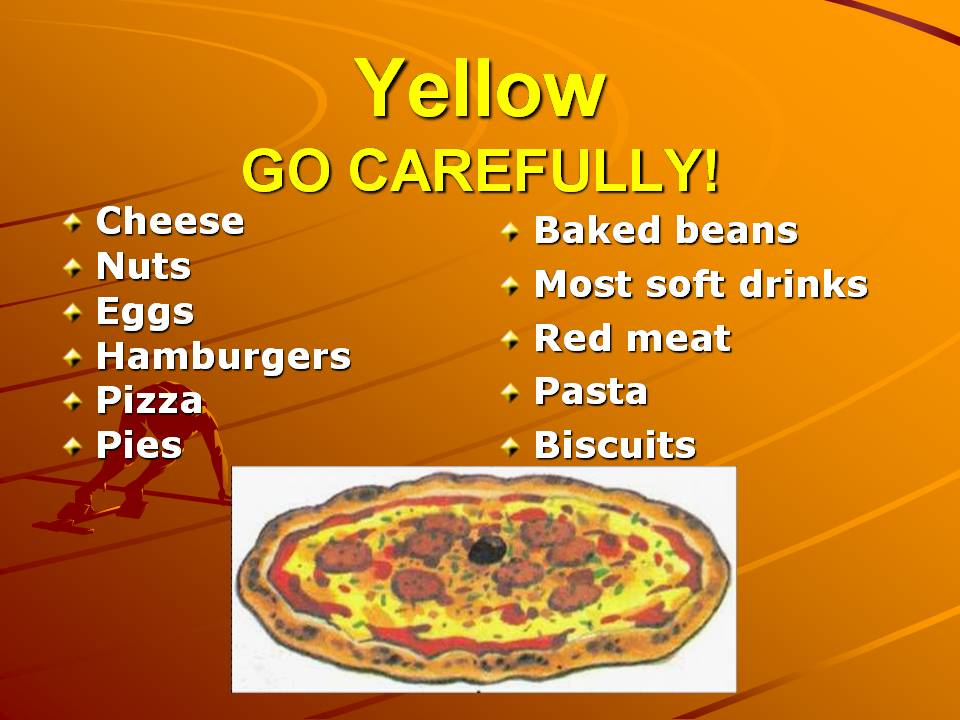 Yellow
GO CAREFULLY!
Cheese
Nuts
Eggs
Hamburgers
Pizza
Pies
Baked beans
Most soft drinks
Red meat
Pasta
Biscuits